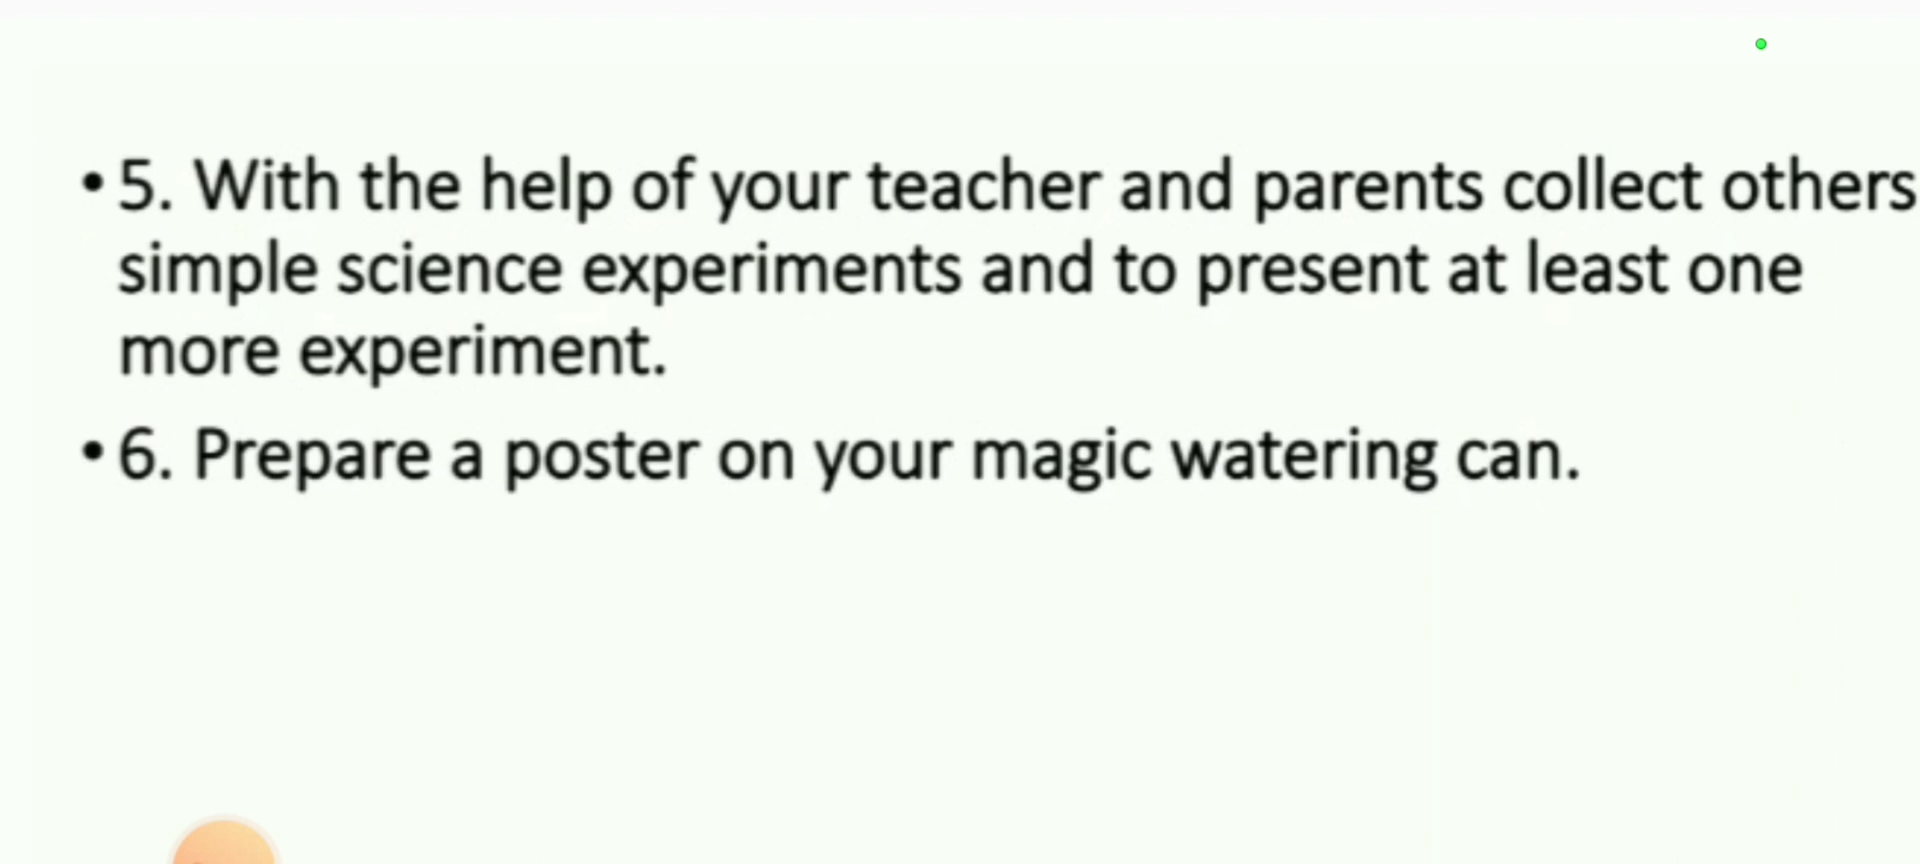 • 5. With the help of your teacher and parents collect others
simple science experiments and to present at least one
more experiment.
• 6. Prepare a poster on your magic watering can.